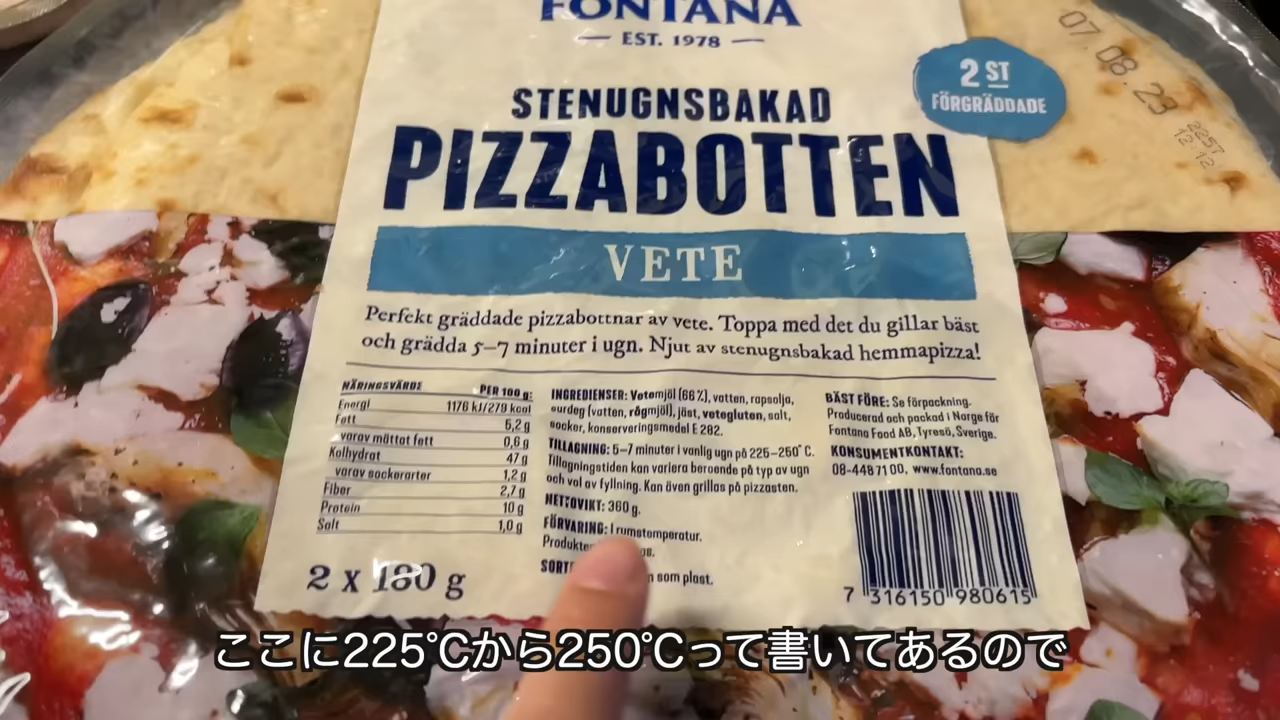 FONTANA
EST. 1978
2 ST
FÖRGRÄDDADE
07.08.23
STENUGNSBAKAD
PIZZABOTTEN
VETE
Perfekt gräddade pizzabottnar av vete. Toppa med det du gillar bäst
och grädda 5–7 minuter i ugn. Njut av stenugnsbakad hemmapizza!
NÄRINGSVÄRDE PER 100 g:
Energi 1176 kJ/279 kcal
Fett 5,2 g
varav mättat fett 0,6 g
Kolhydrat 47 g
varav sockerarter 1,2 g
Fiber 2,7 g
Protein 10 g
Salt 1,0 g
2 x 180 g
INGREDIENSER: Vetemjöl (66 %), vatten, rapsolja,
surdeg (vatten, rågmjöl), jäst, vetegluten, salt,
socker, konserveringsmedel E 282.
TILLAGNING: 5–7 minuter i vanlig ugn på 225–250° C.
Tillagningstiden kan variera beroende på typ av ugn
och val av fyllning. Kan även grillas på pizzasten.
NETTOVIKT: 360 g.
FÖRVARING: I rumstemperatur.
som plast.
BÄST FÖRE: Se förpackning.
Producerad och packad i Norge för
Fontana Food AB, Tyresö, Sverige.
KONSUMENTKONTAKT:
08-448 71 00, www.fontana.se
7 316150 980615
ここに225℃から250℃って書いてあるので